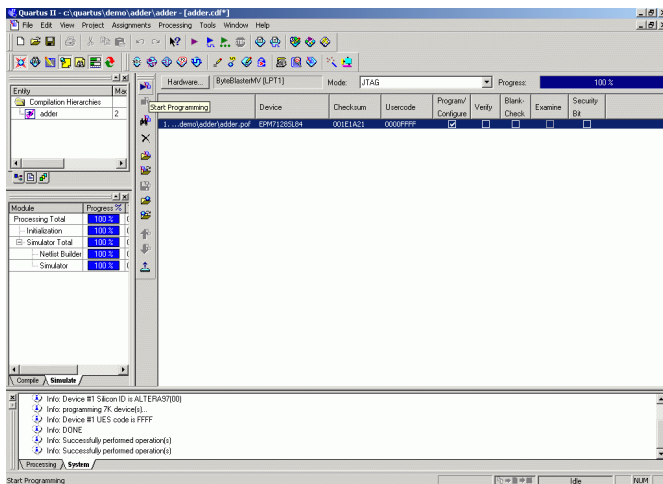 Quartus II - c:\quartus\demo\adder\adder - [adder.cdf*]
File Edit View Project Assignments Processing Tools Window Help
Entity
Compilation Hierarchies
adder 2
Hardware... ByteBlasterMV [LPT1] Mode: JTAG Progress: 100 %
Start Programming
Device Checksum Usercode Program/ Configure Verify Blank- Check Examine Security Bit
1. ...demo\adder\adder.pof EPM7128SL84 001E1A21 0000FFFF
Module Progress %
Processing Total 100 %
Initialization 100 %
Simulator Total 100 %
Netlist Builder 100 %
Simulator 100 %
Compile Simulate
Info: Device #1 Silicon ID is ALTERA97(00)
Info: programming 7K device(s)...
Info: Device #1 UES code is FFFF
Info: DONE
Info: Successfully performed operation(s)
Info: Successfully performed operation(s)
Processing System
Start Programming Idle NUM